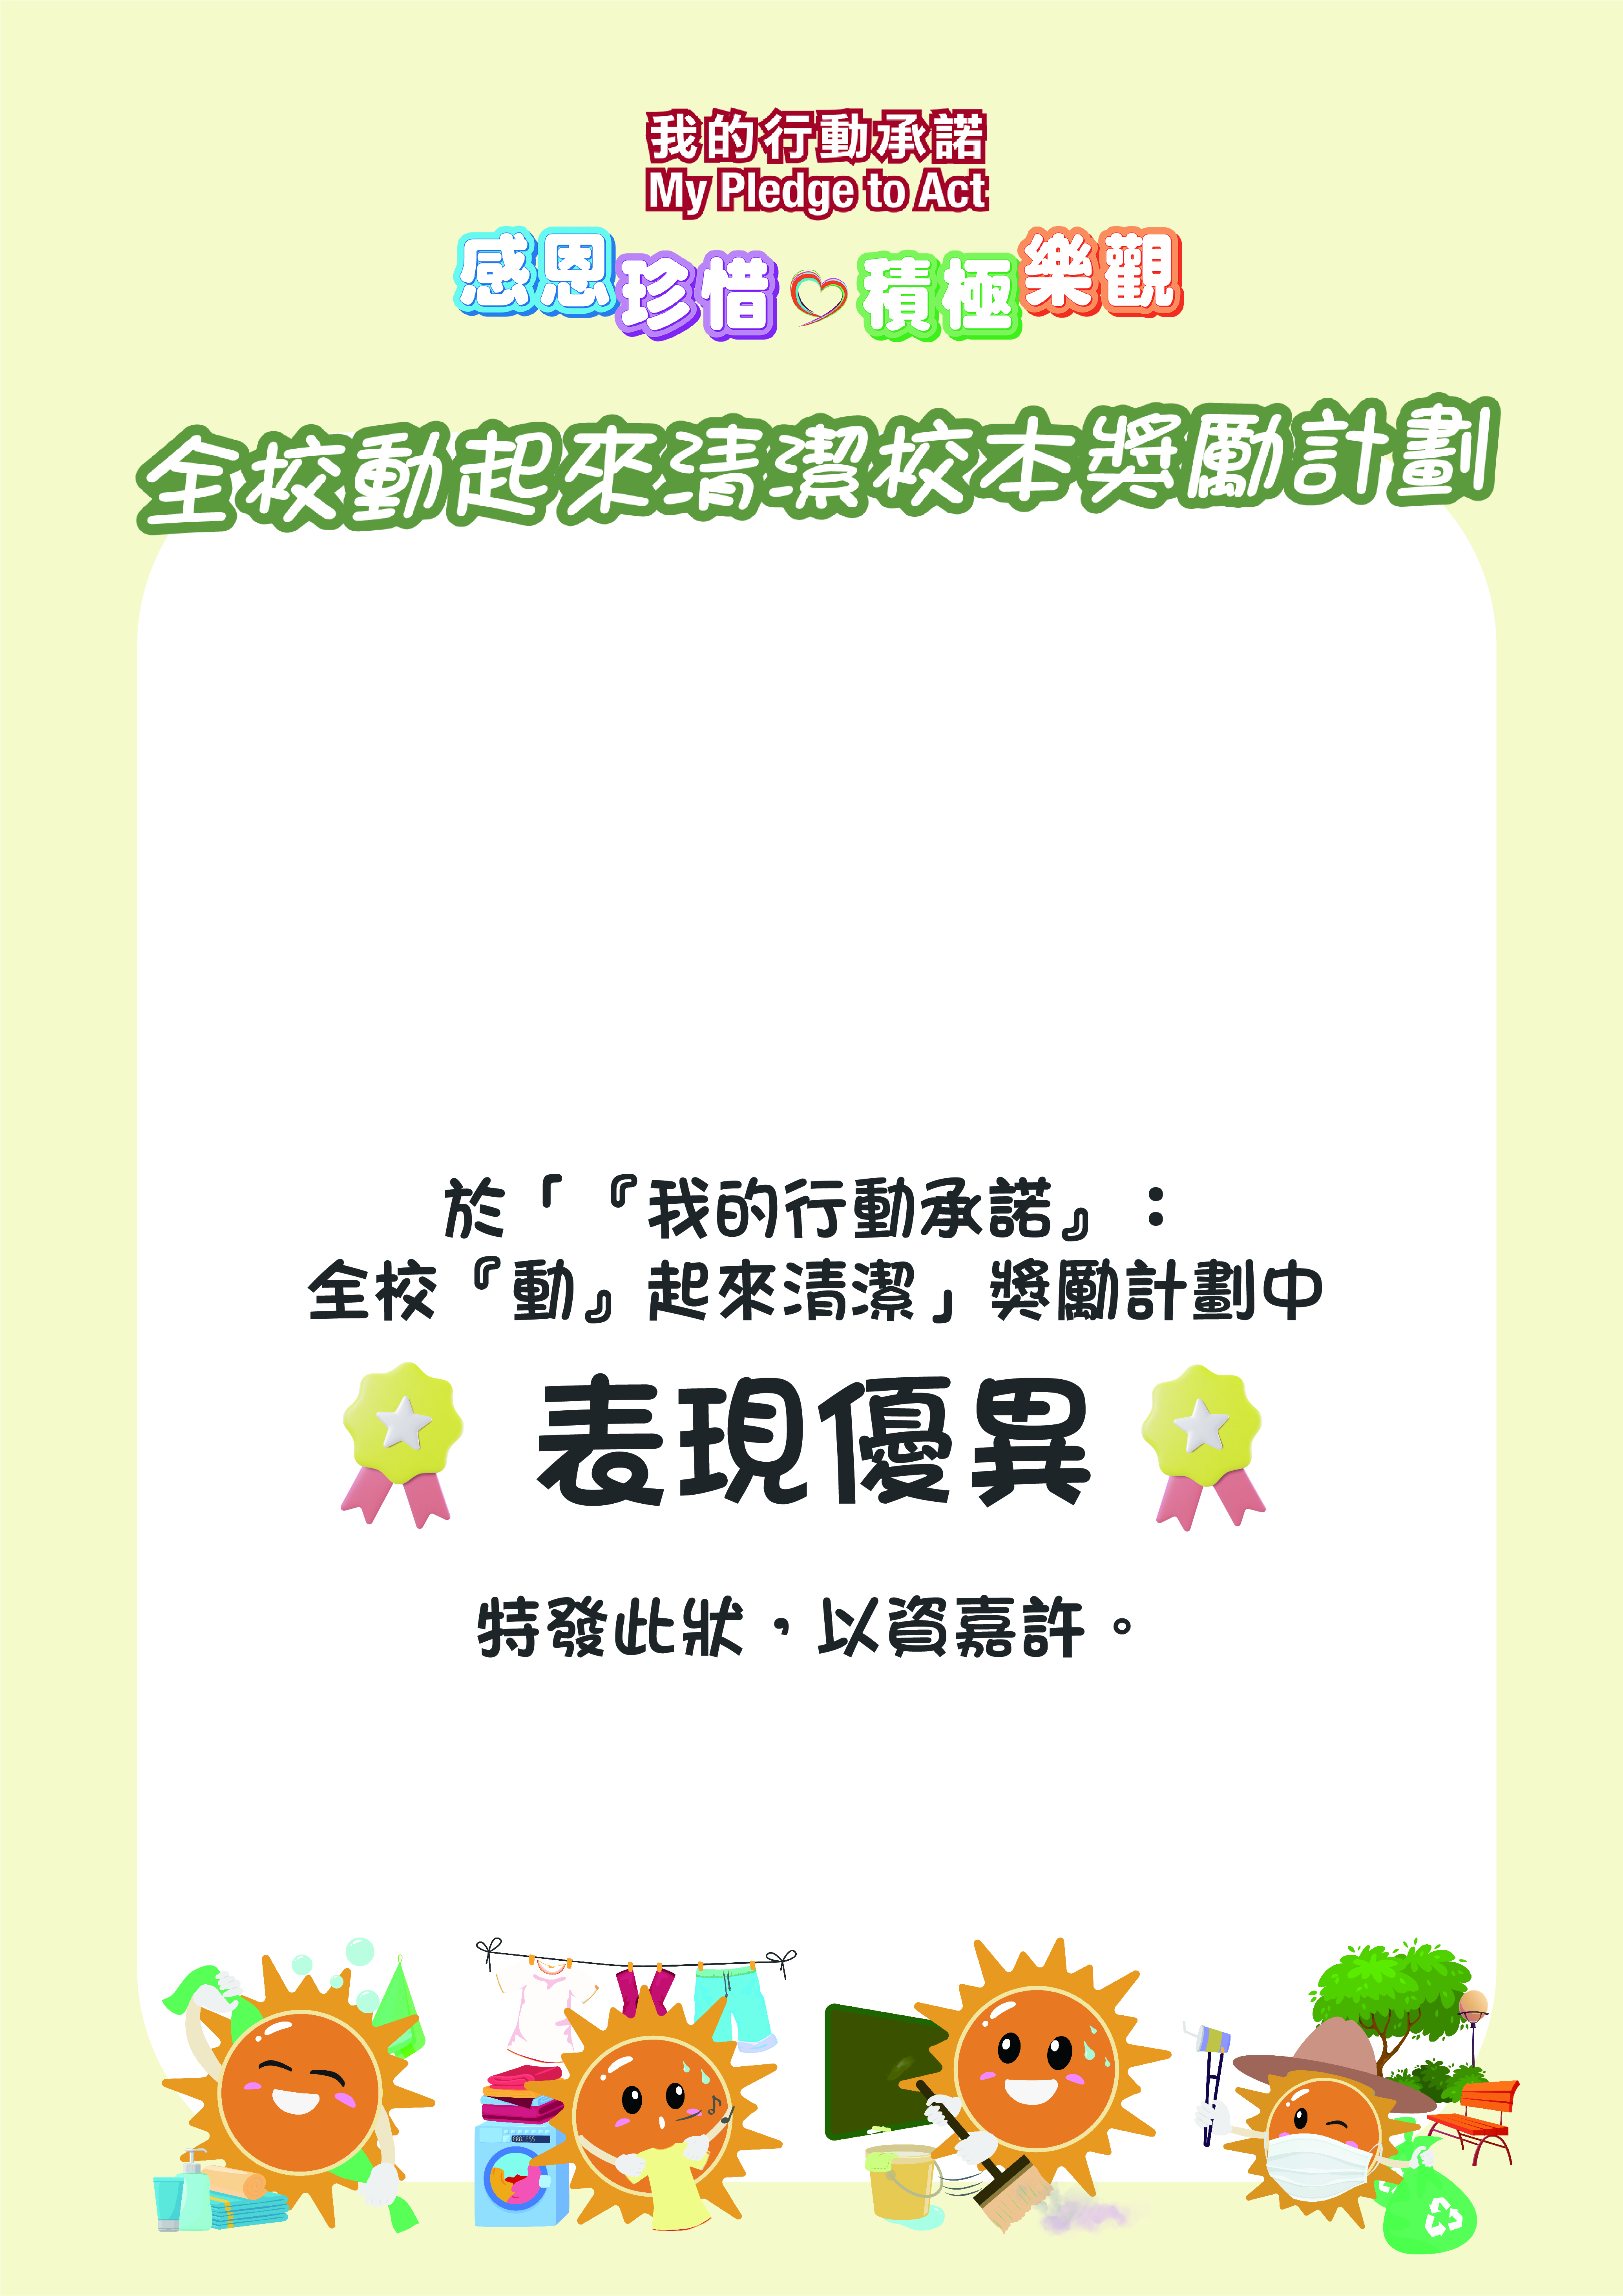 我的行動承諾
My Pledge to Act
感恩珍惜積極樂觀
全校動起來清潔校本獎勵計劃
於「『我的行動承諾』：
全校『動』起來清潔」獎勵計劃中
表現優異
特發此狀，以資嘉許。
PROCESS